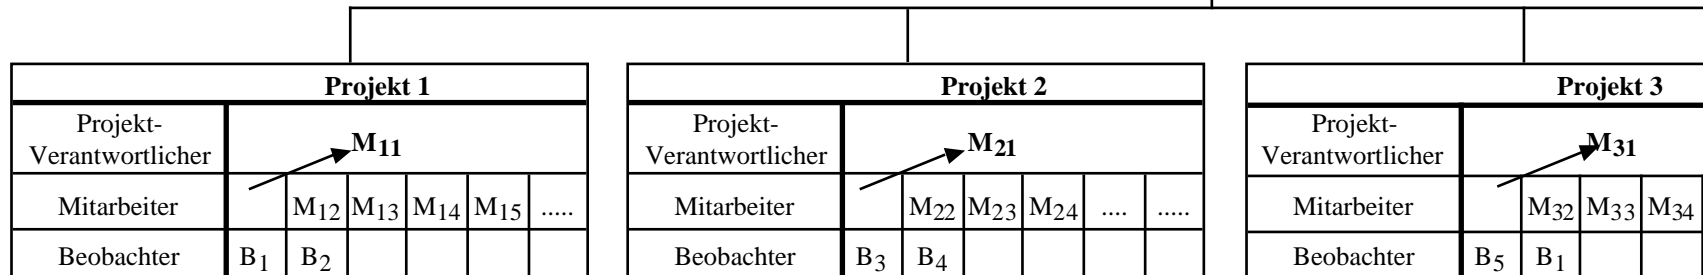 Projekt 1
Projekt-
Verantwortlicher
M11
Mitarbeiter M12 M13 M14 M15 .....
Beobachter B1 B2
Projekt 2
Projekt-
Verantwortlicher
M21
Mitarbeiter M22 M23 M24 .... .....
Beobachter B3 B4
Projekt 3
Projekt-
Verantwortlicher
M31
Mitarbeiter M32 M33 M34
Beobachter B5 B1